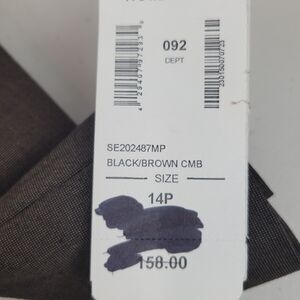 092
DEPT
SE202487MP
BLACK/BROWN CMB
SIZE
14P
158.00